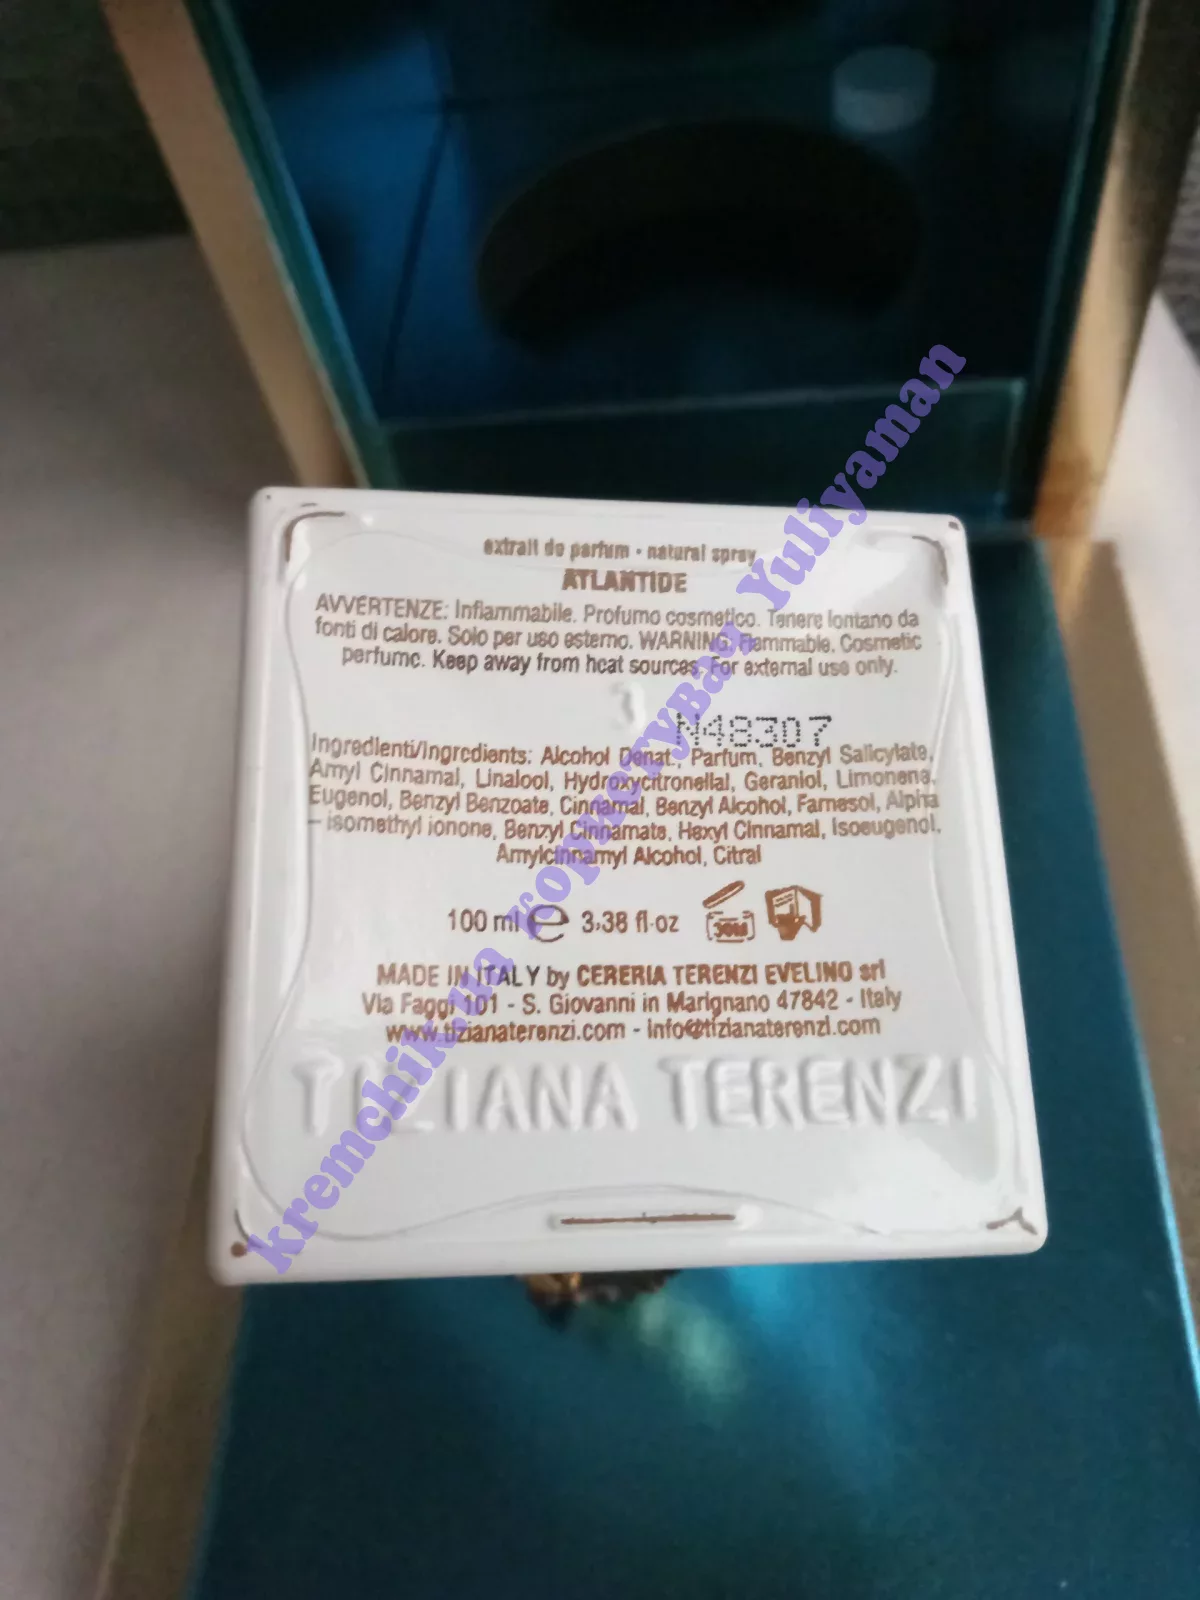 extrait de parfum • natural spray
ATLANTIDE
AVVERTENZE: Infiammabile. Profumo cosmetico. Tenere lontano da
fonti di calore. Solo per uso esterno. WARNING: Flammable. Cosmetic
perfume. Keep away from heat sources. For external use only.
3
N48307
Ingredienti/Ingredients: Alcohol Denat., Parfum, Benzyl Salicylate,
Amyl Cinnamal, Linalool, Hydroxycitronellal, Geraniol, Limonene,
Eugenol, Benzyl Benzoate, Cinnamal, Benzyl Alcohol, Farnesol, Alpha
– isomethyl ionone, Benzyl Cinnamate, Hexyl Cinnamal, Isoeugenol,
Amylcinnamyl Alcohol, Citral
100 ml e 3,38 fl·oz 30M
MADE IN ITALY by CERERIA TERENZI EVELINO srl
Via Faggi 101 - S. Giovanni in Marignano 47842 - Italy
www.tizianaterenzi.com - info@tizianaterenzi.com
TIZIANA TERENZI
kremchik.ua користувач Yuliyaman